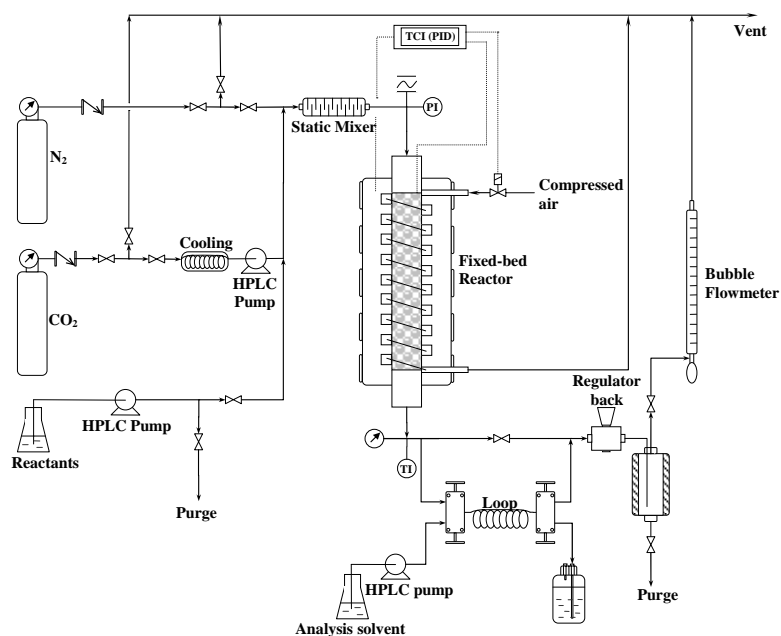 Vent
TCI (PID)
PI
Static Mixer
N2
Compressed
air
Cooling
HPLC
Pump
Fixed-bed
Reactor
Bubble
Flowmeter
CO2
Regulator
back
HPLC Pump
Reactants
TI
Purge
Loop
HPLC pump
Purge
Analysis solvent